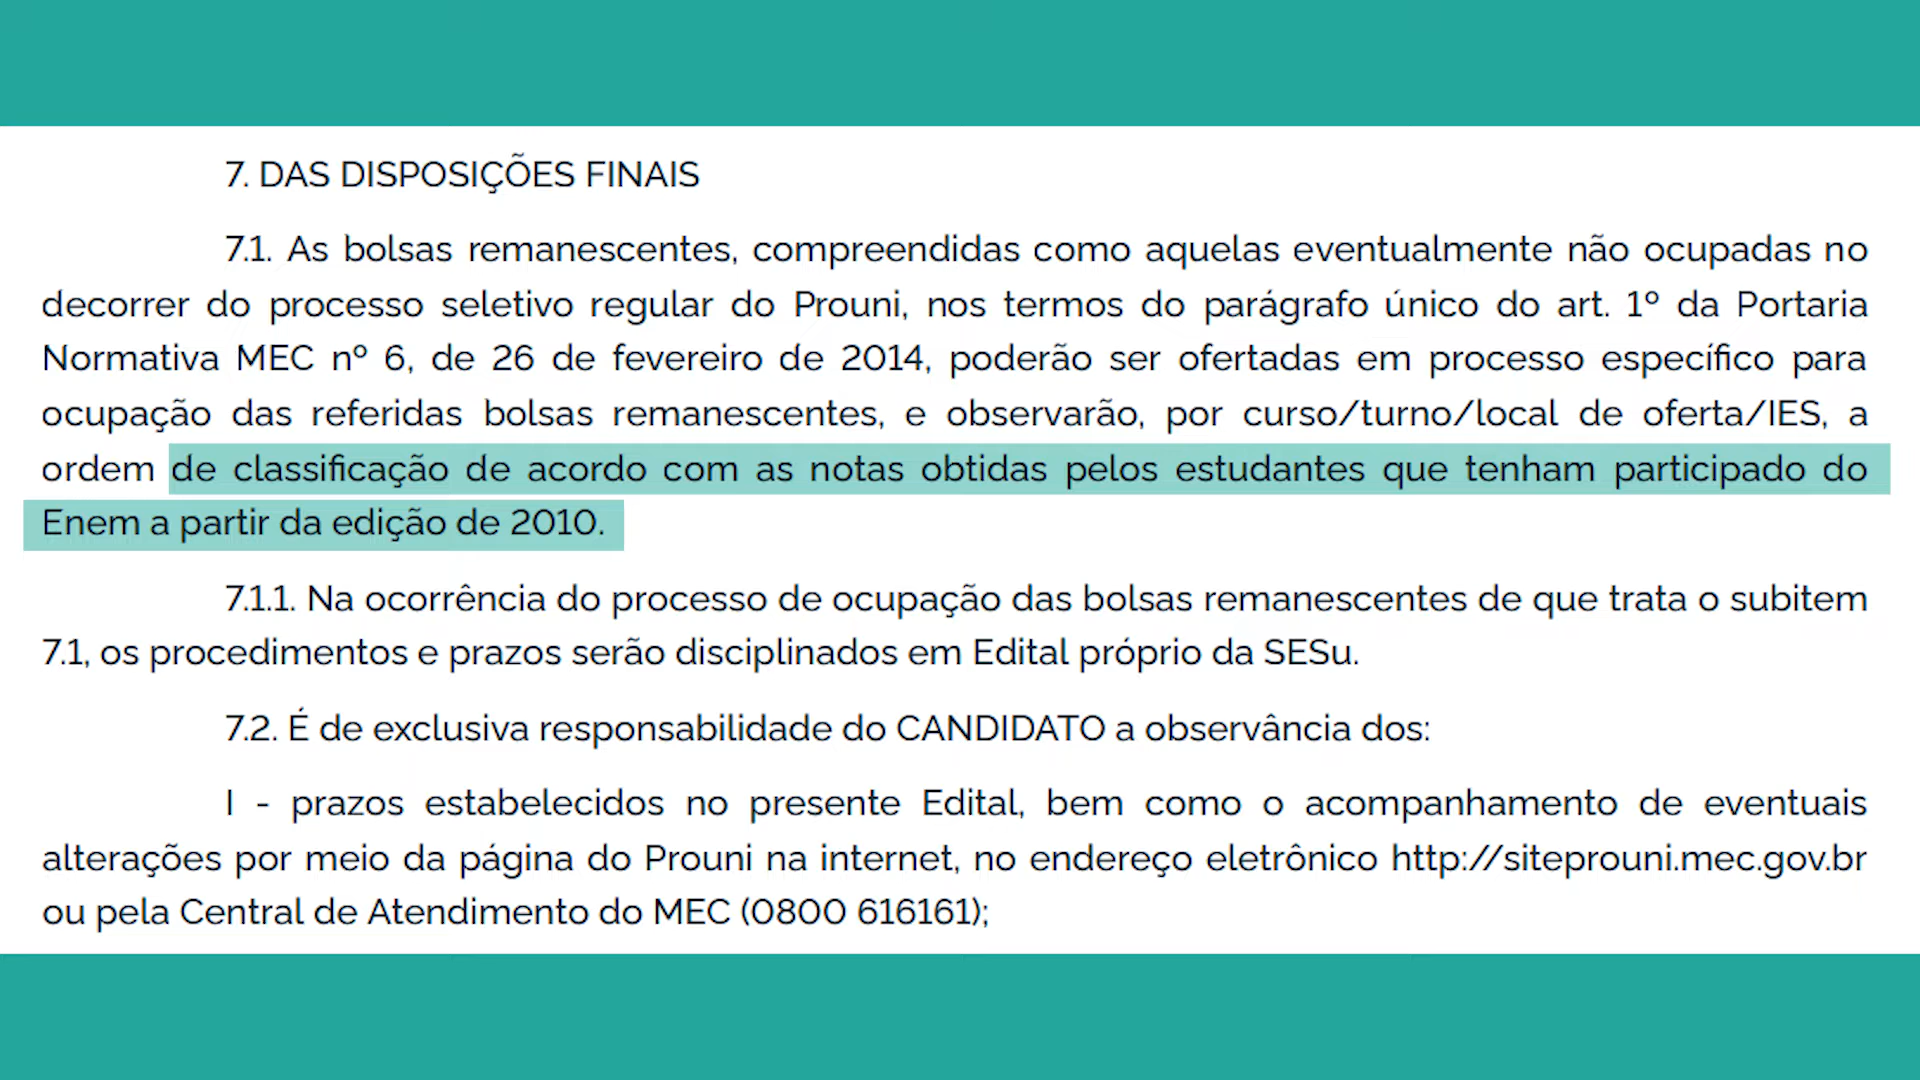 7. DAS DISPOSIÇÕES FINAIS
7.1. As bolsas remanescentes, compreendidas como aquelas eventualmente não ocupadas no
decorrer do processo seletivo regular do Prouni, nos termos do parágrafo único do art. 1º da Portaria
Normativa MEC nº 6, de 26 de fevereiro de 2014, poderão ser ofertadas em processo específico para
ocupação das referidas bolsas remanescentes, e observarão, por curso/turno/local de oferta/IES, a
ordem de classificação de acordo com as notas obtidas pelos estudantes que tenham participado do
Enem a partir da edição de 2010.
7.1.1. Na ocorrência do processo de ocupação das bolsas remanescentes de que trata o subitem
7.1, os procedimentos e prazos serão disciplinados em Edital próprio da SESu.
7.2. É de exclusiva responsabilidade do CANDIDATO a observância dos:
I - prazos estabelecidos no presente Edital, bem como o acompanhamento de eventuais
alterações por meio da página do Prouni na internet, no endereço eletrônico http://siteprouni.mec.gov.br
ou pela Central de Atendimento do MEC (0800 616161);